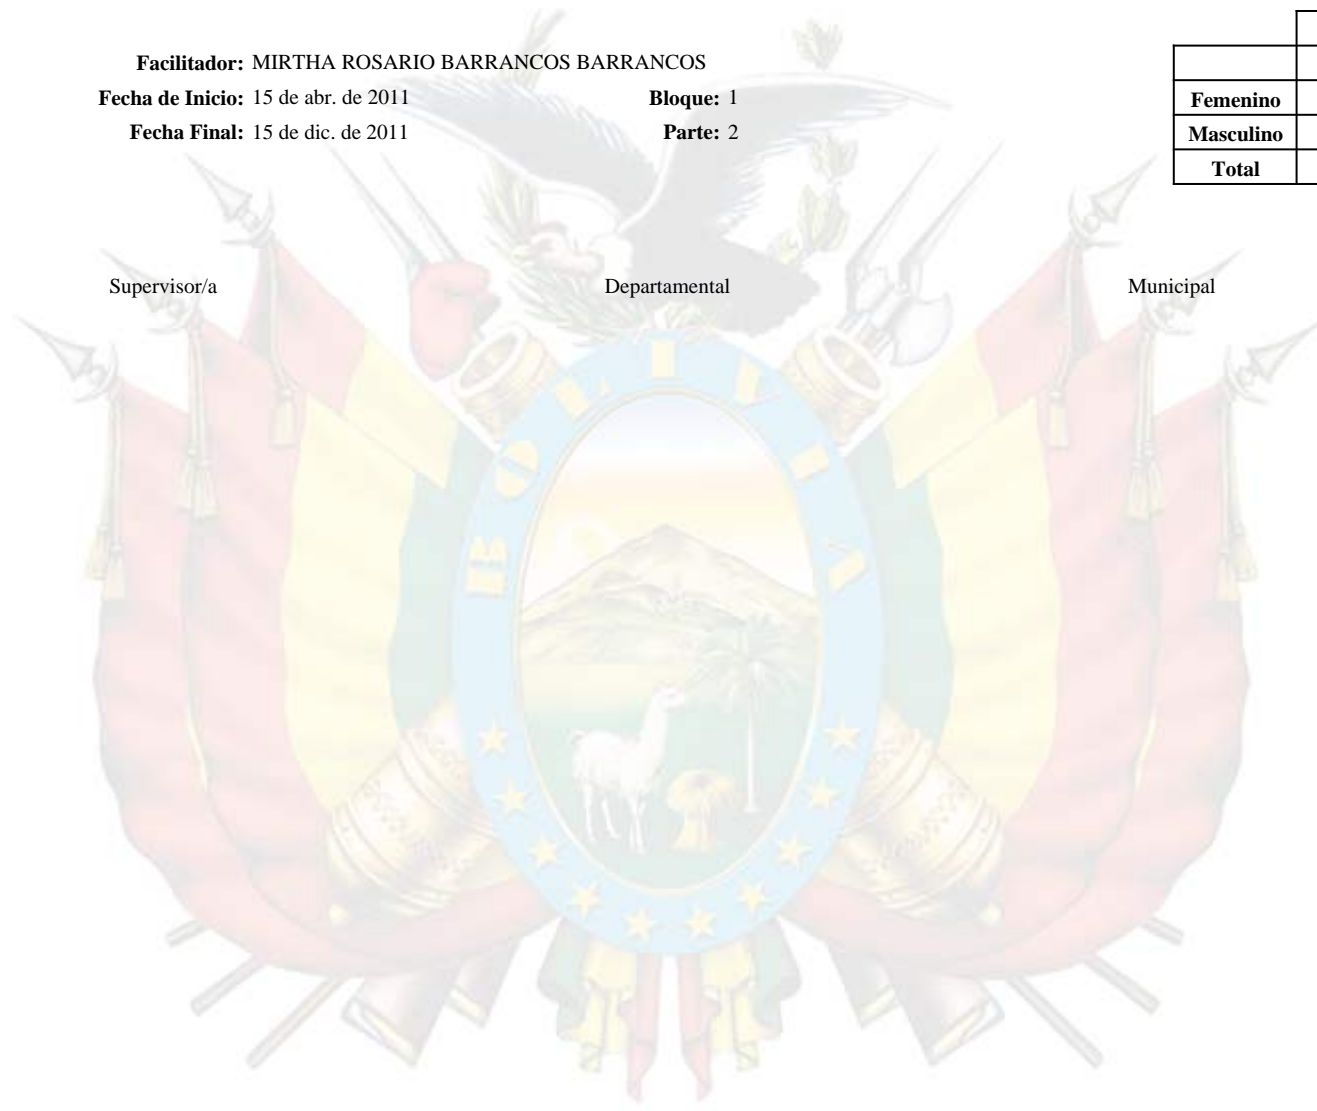 Facilitador: MIRTHA ROSARIO BARRANCOS BARRANCOS
Fecha de Inicio: 15 de abr. de 2011 Bloque: 1
Fecha Final: 15 de dic. de 2011 Parte: 2
Femenino
Masculino
Total
Supervisor/a Departamental Municipal
BOLIVIA